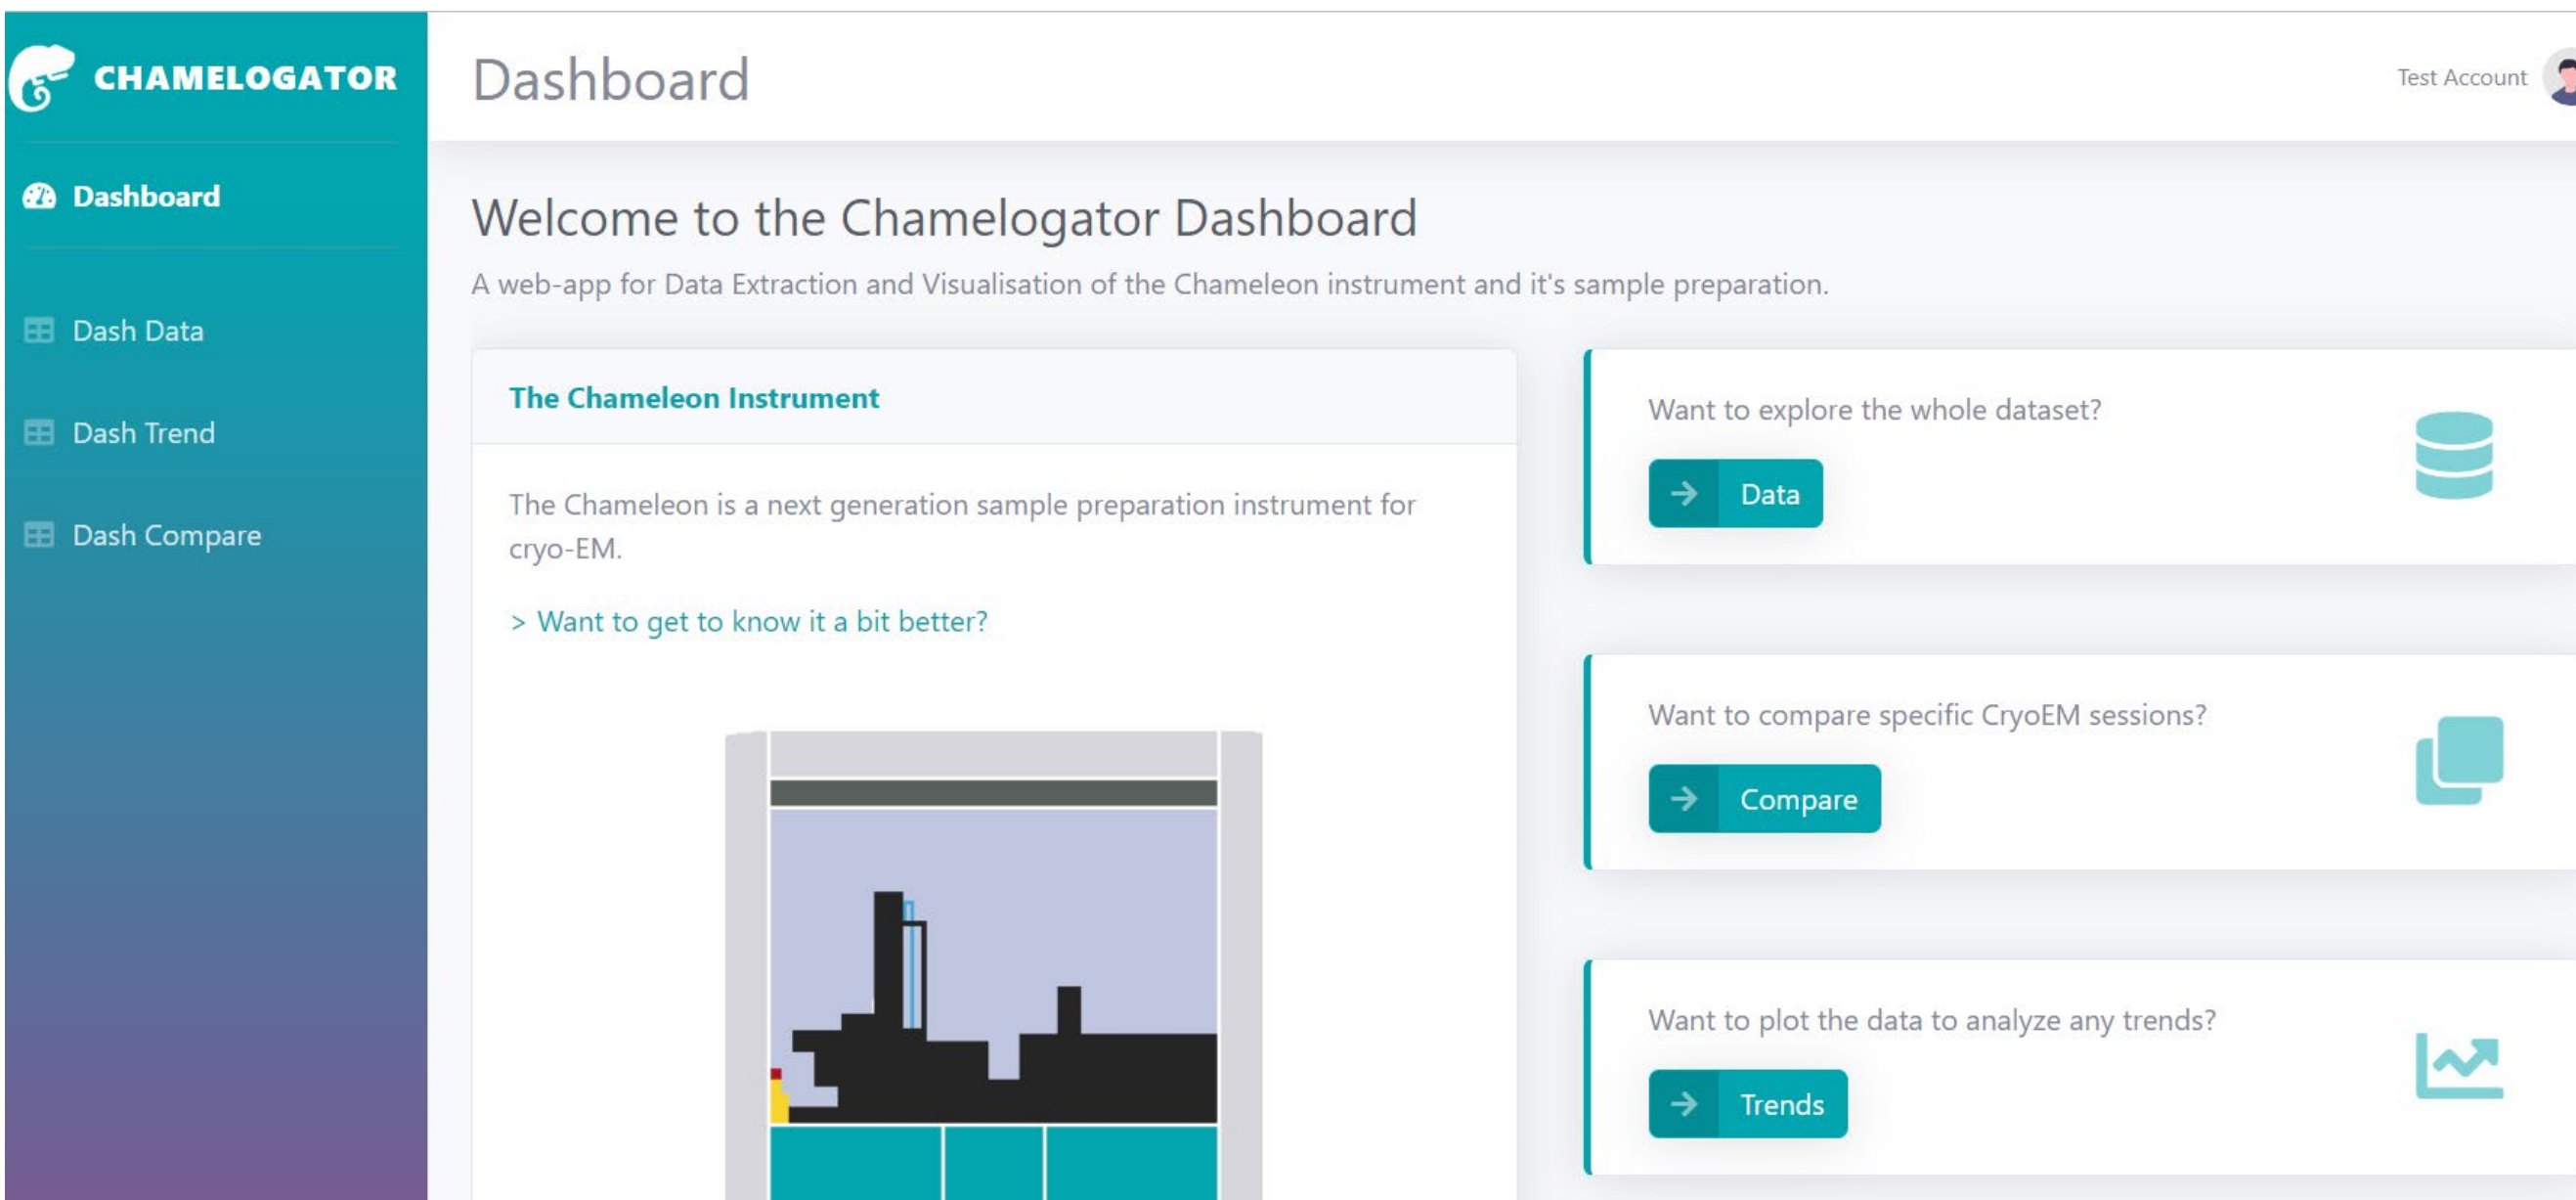 CHAMELOGATOR
Dashboard
Dash Data
Dash Trend
Dash Compare
Dashboard
Test Account
Welcome to the Chamelogator Dashboard
A web-app for Data Extraction and Visualisation of the Chameleon instrument and it's sample preparation.
The Chameleon Instrument
The Chameleon is a next generation sample preparation instrument for
cryo-EM.
> Want to get to know it a bit better?
Want to explore the whole dataset?
Data
Want to compare specific CryoEM sessions?
Compare
Want to plot the data to analyze any trends?
Trends